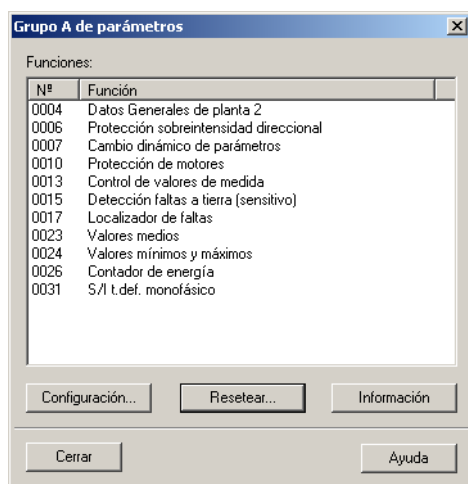 Grupo A de parámetros
Funciones:
Nº Función
0004 Datos Generales de planta 2
0006 Protección sobreintensidad direccional
0007 Cambio dinámico de parámetros
0010 Protección de motores
0013 Control de valores de medida
0015 Detección faltas a tierra (sensitivo)
0017 Localizador de faltas
0023 Valores medios
0024 Valores mínimos y máximos
0026 Contador de energía
0031 S/I t.def. monofásico
Configuración... Resetear... Información
Cerrar Ayuda